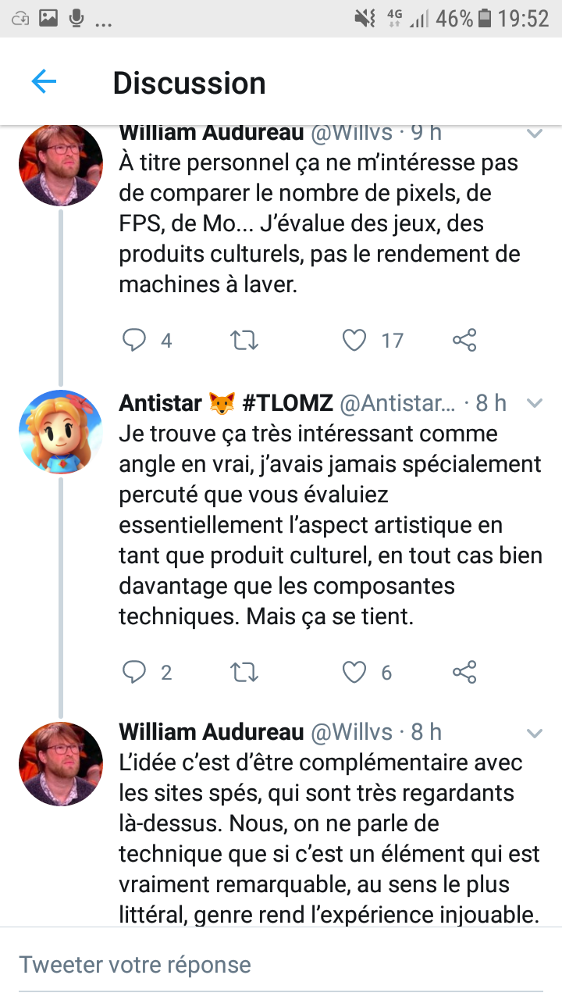 ... 4G 46% 19:52
Discussion
William Audureau @Willvs · 9 h
À titre personnel ça ne m’intéresse pas
de comparer le nombre de pixels, de
FPS, de Mo... J’évalue des jeux, des
produits culturels, pas le rendement de
machines à laver.
4 17
Antistar 🦊 #TLOMZ @Antistar... · 8 h
Je trouve ça très intéressant comme
angle en vrai, j’avais jamais spécialement
percuté que vous évaluiez
essentiellement l’aspect artistique en
tant que produit culturel, en tout cas bien
davantage que les composantes
techniques. Mais ça se tient.
2 6
William Audureau @Willvs · 8 h
L’idée c’est d’être complémentaire avec
les sites spés, qui sont très regardants
là-dessus. Nous, on ne parle de
technique que si c’est un élément qui est
vraiment remarquable, au sens le plus
littéral, genre rend l’expérience injouable.
Tweeter votre réponse